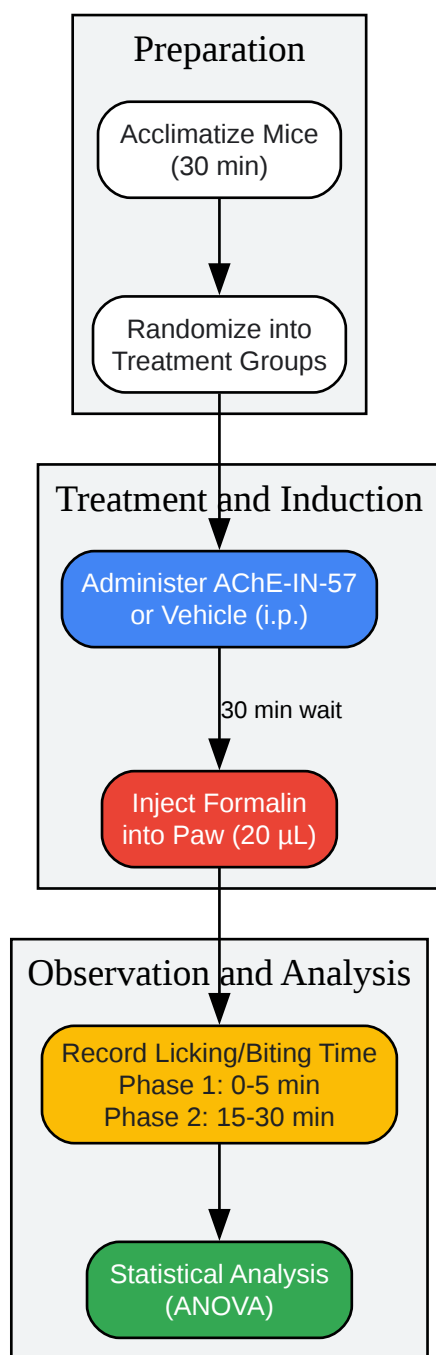 Preparation
Acclimatize Mice
(30 min)
Randomize into
Treatment Groups
Treatment and Induction
Administer AChE-IN-57
or Vehicle (i.p.)
30 min wait
Inject Formalin
into Paw (20 µL)
Observation and Analysis
Record Licking/Biting Time
Phase 1: 0-5 min
Phase 2: 15-30 min
Statistical Analysis
(ANOVA)